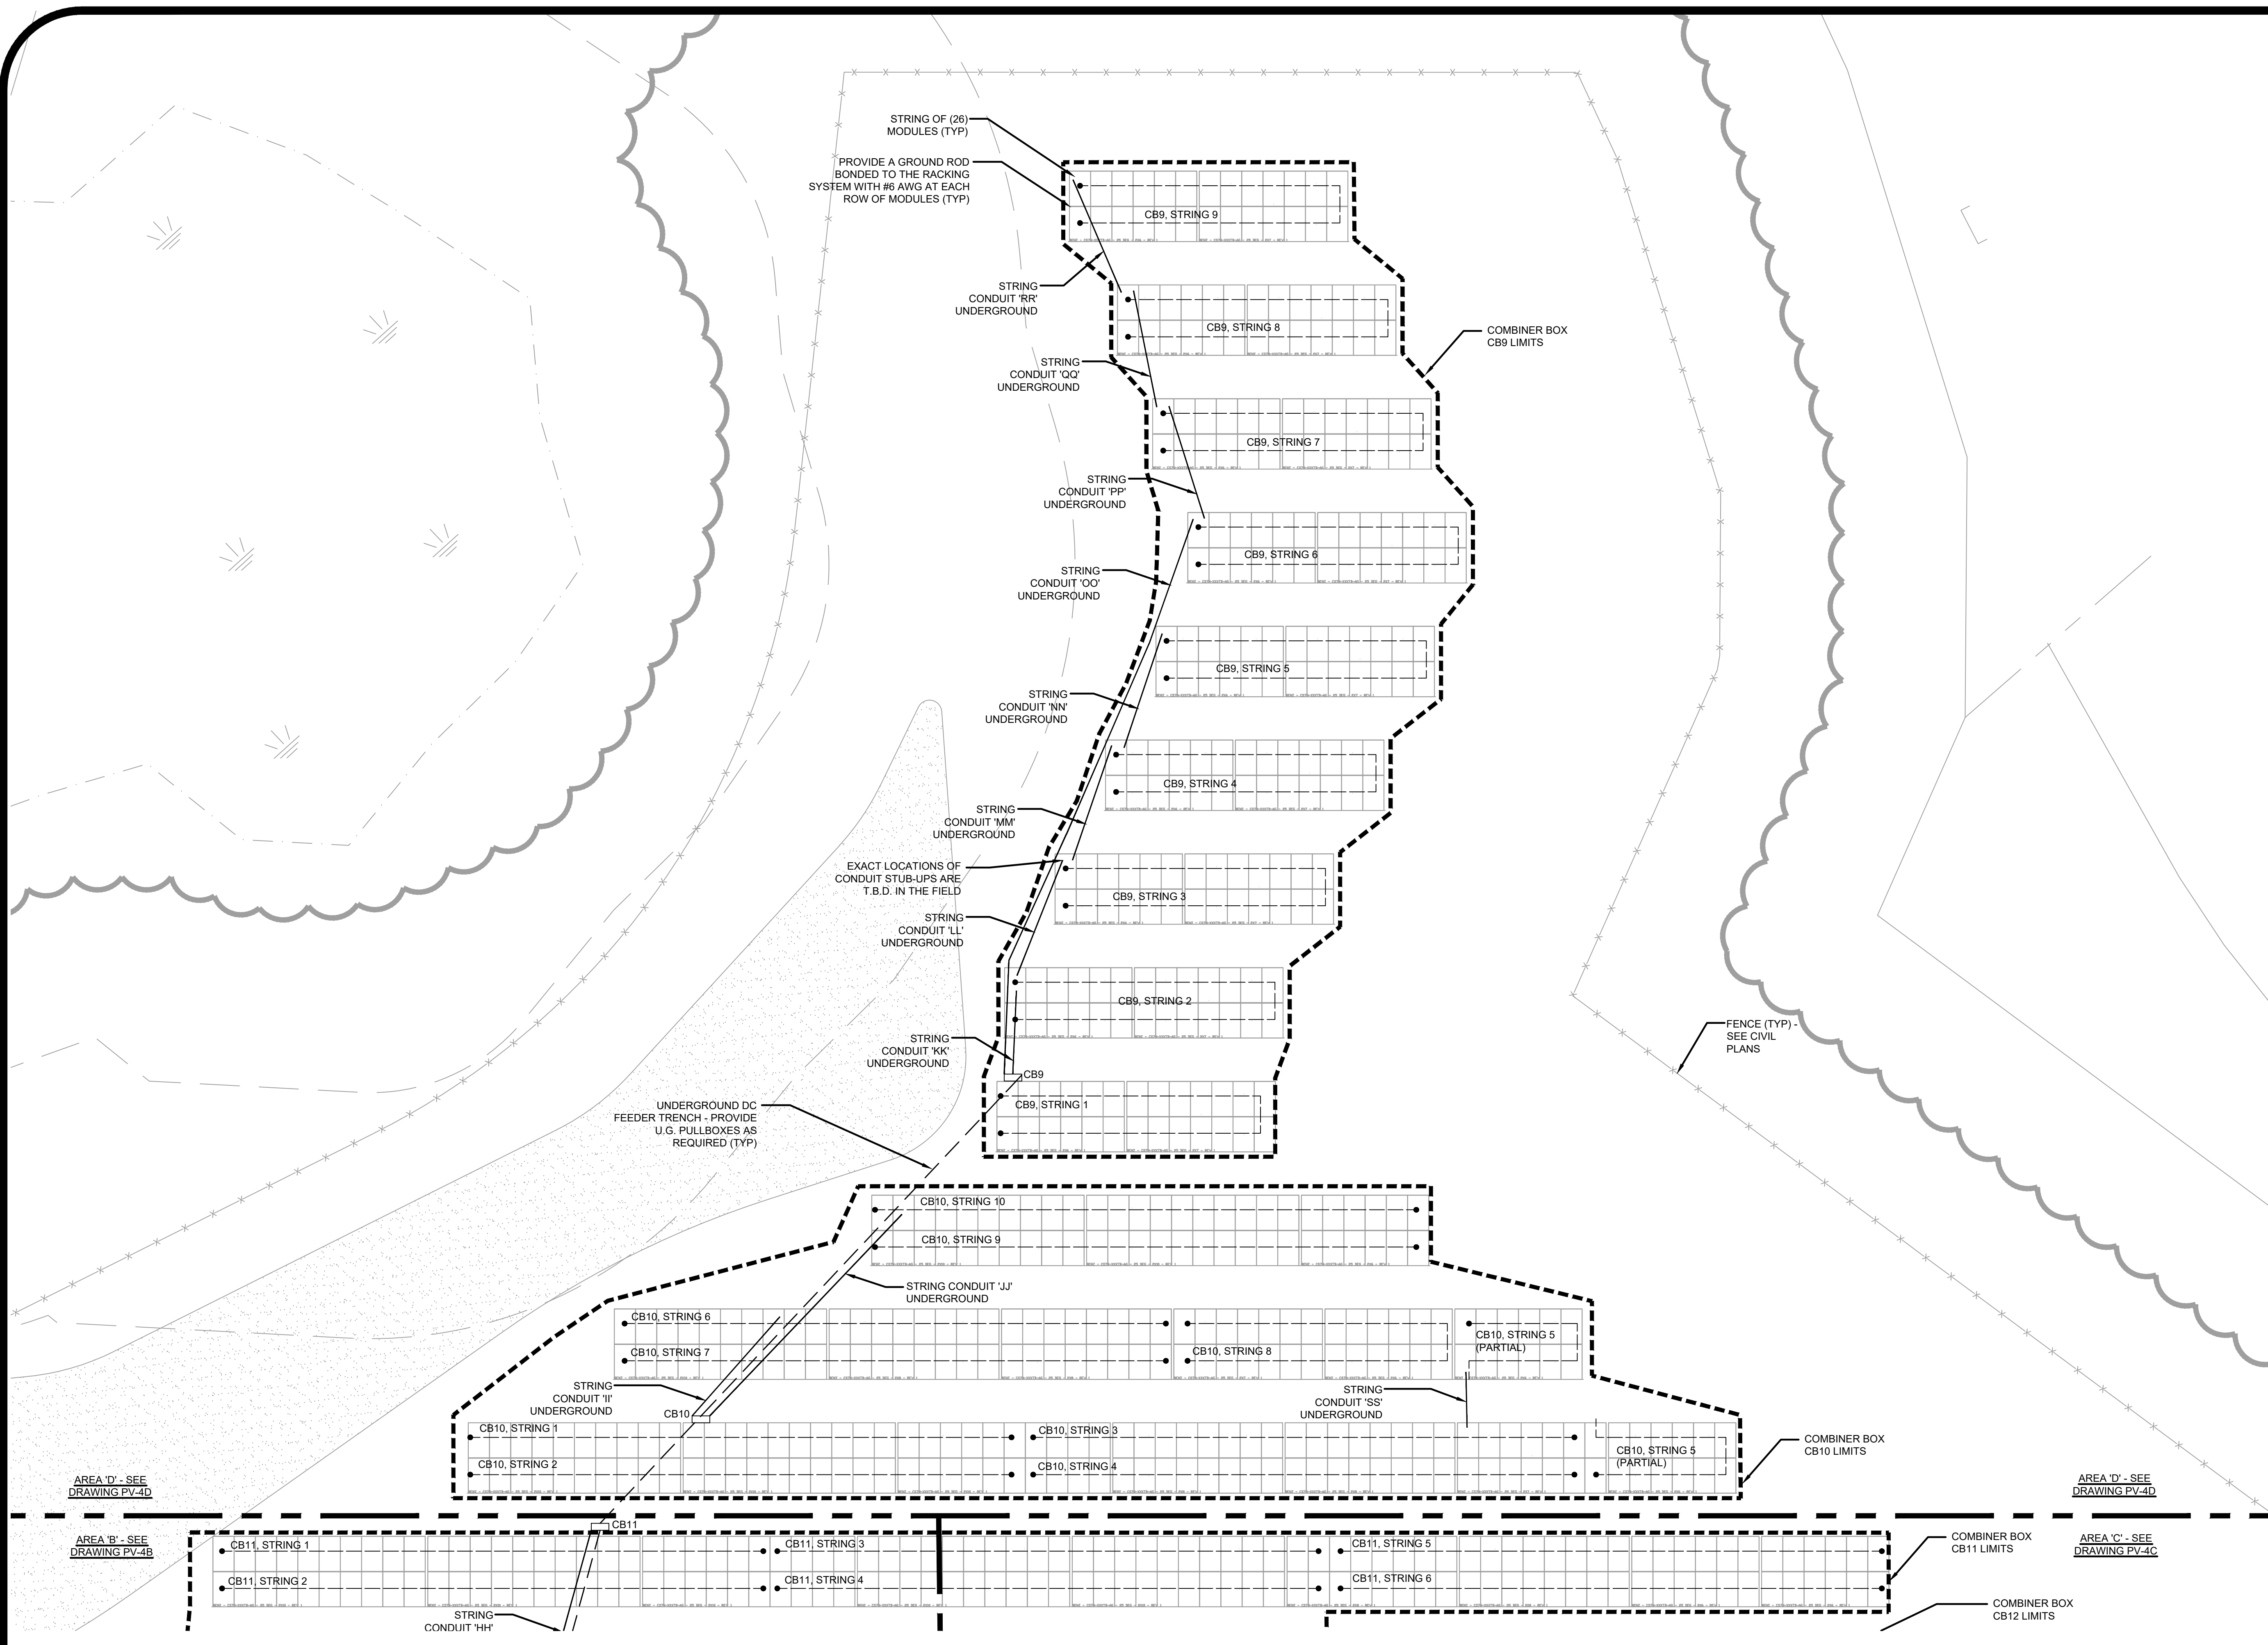 STRING OF (26)
MODULES (TYP)
PROVIDE A GROUND ROD
BONDED TO THE RACKING
SYSTEM WITH #6 AWG AT EACH
ROW OF MODULES (TYP)
CB9, STRING 9
STRING
CONDUIT 'RR'
UNDERGROUND
CB9, STRING 8
COMBINER BOX
CB9 LIMITS
STRING
CONDUIT 'QQ'
UNDERGROUND
CB9, STRING 7
STRING
CONDUIT 'PP'
UNDERGROUND
CB9, STRING 6
STRING
CONDUIT 'OO'
UNDERGROUND
CB9, STRING 5
STRING
CONDUIT 'NN'
UNDERGROUND
CB9, STRING 4
STRING
CONDUIT 'MM'
UNDERGROUND
EXACT LOCATIONS OF
CONDUIT STUB-UPS ARE
T.B.D. IN THE FIELD
CB9, STRING 3
STRING
CONDUIT 'LL'
UNDERGROUND
CB9, STRING 2
FENCE (TYP) -
SEE CIVIL
PLANS
STRING
CONDUIT 'KK'
UNDERGROUND
CB9
CB9, STRING 1
UNDERGROUND DC
FEEDER TRENCH - PROVIDE
U.G. PULLBOXES AS
REQUIRED (TYP)
CB10, STRING 10
CB10, STRING 9
STRING CONDUIT 'JJ'
UNDERGROUND
CB10, STRING 6
CB10, STRING 7
CB10, STRING 8
CB10, STRING 5
(PARTIAL)
STRING
CONDUIT 'II'
UNDERGROUND
STRING
CONDUIT 'SS'
UNDERGROUND
CB10
CB10, STRING 1
CB10, STRING 2
CB10, STRING 3
CB10, STRING 4
CB10, STRING 5
(PARTIAL)
COMBINER BOX
CB10 LIMITS
AREA 'D' - SEE
DRAWING PV-4D
AREA 'D' - SEE
DRAWING PV-4D
AREA 'B' - SEE
DRAWING PV-4B
CB11
CB11, STRING 1
CB11, STRING 2
CB11, STRING 3
CB11, STRING 4
CB11, STRING 5
CB11, STRING 6
COMBINER BOX
CB11 LIMITS
AREA 'C' - SEE
DRAWING PV-4C
STRING
CONDUIT 'HH'
COMBINER BOX
CB12 LIMITS